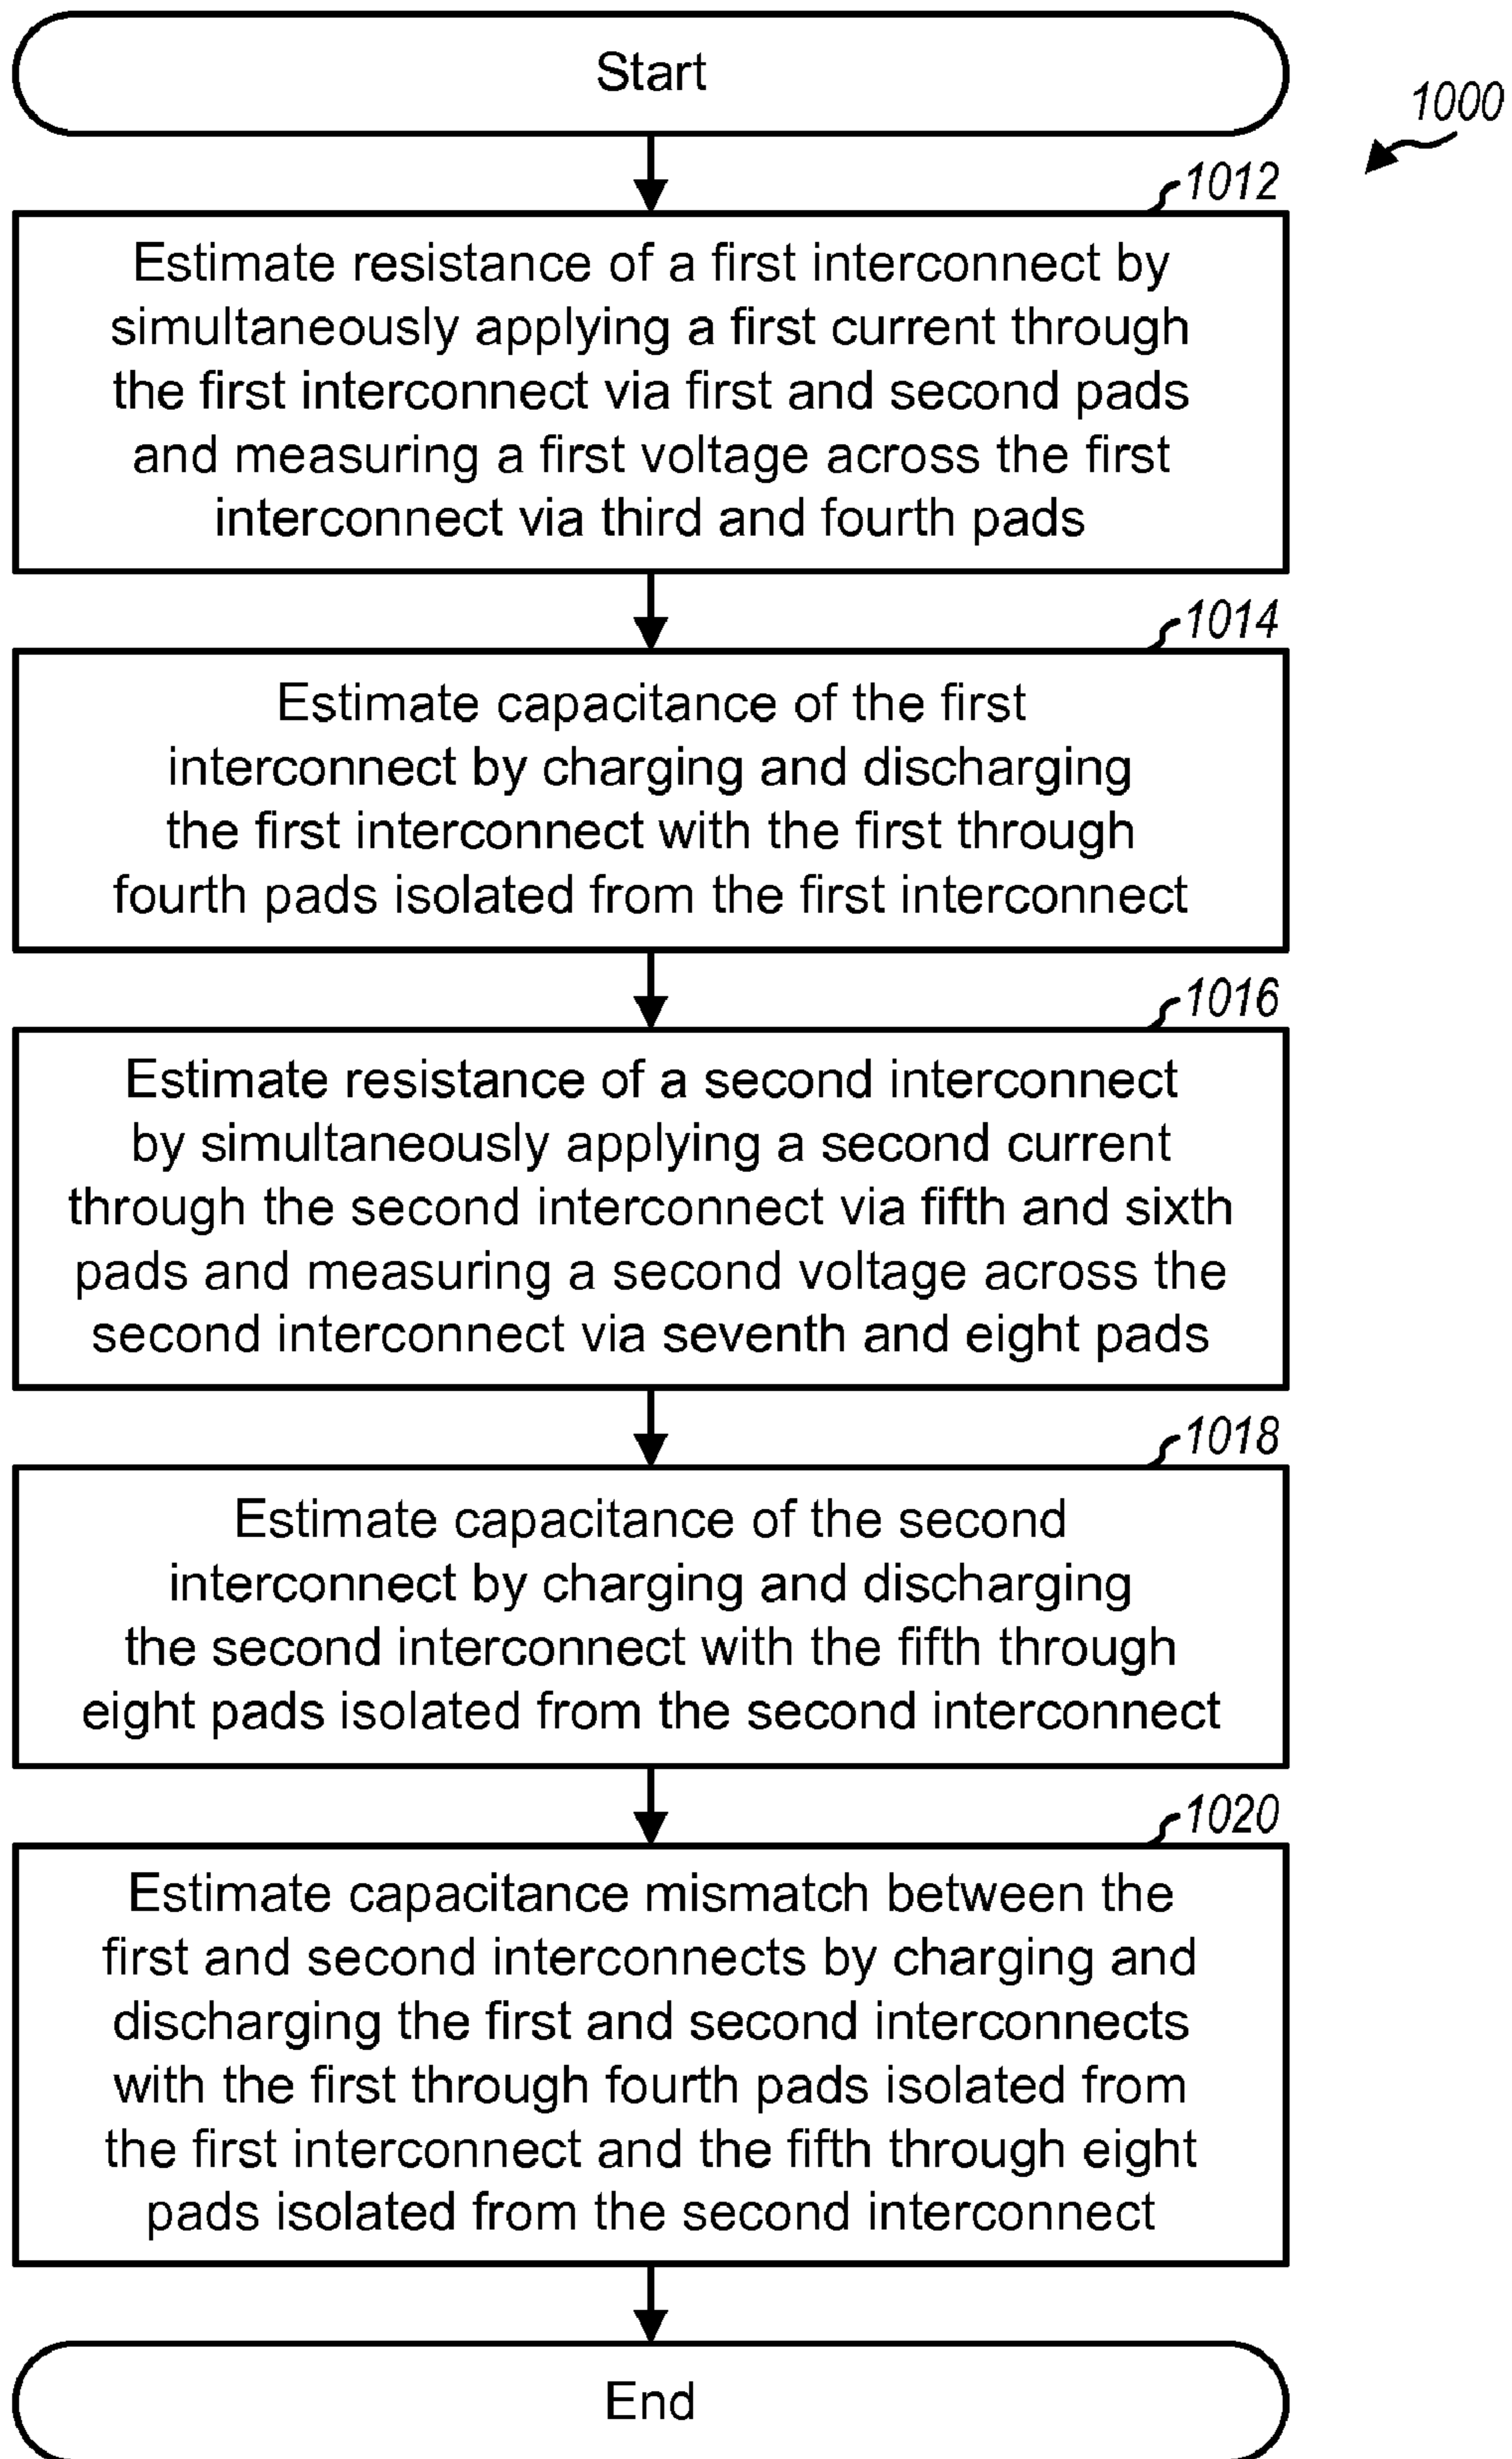 Start
1000
1012
Estimate resistance of a first interconnect by
simultaneously applying a first current through
the first interconnect via first and second pads
and measuring a first voltage across the first
interconnect via third and fourth pads
1014
Estimate capacitance of the first
interconnect by charging and discharging
the first interconnect with the first through
fourth pads isolated from the first interconnect
1016
Estimate resistance of a second interconnect
by simultaneously applying a second current
through the second interconnect via fifth and sixth
pads and measuring a second voltage across the
second interconnect via seventh and eight pads
1018
Estimate capacitance of the second
interconnect by charging and discharging
the second interconnect with the fifth through
eight pads isolated from the second interconnect
1020
Estimate capacitance mismatch between the
first and second interconnects by charging and
discharging the first and second interconnects
with the first through fourth pads isolated from
the first interconnect and the fifth through eight
pads isolated from the second interconnect
End